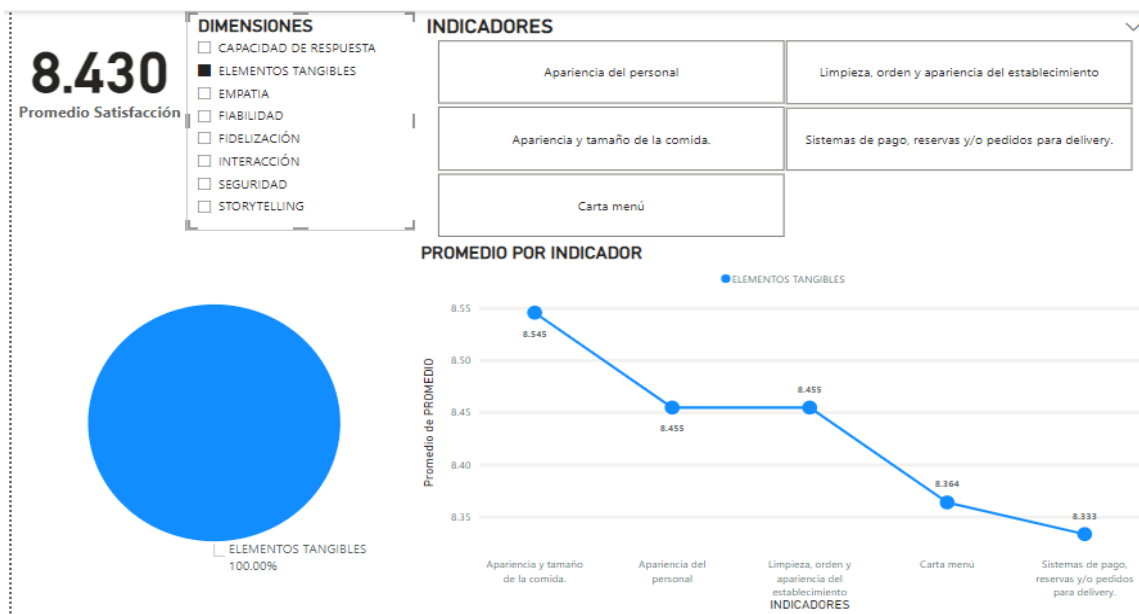 8.430
Promedio Satisfacción
DIMENSIONES
CAPACIDAD DE RESPUESTA
ELEMENTOS TANGIBLES
EMPATIA
FIABILIDAD
FIDELIZACIÓN
INTERACCIÓN
SEGURIDAD
STORYTELLING
INDICADORES
Apariencia del personal
Limpieza, orden y apariencia del establecimiento
Apariencia y tamaño de la comida.
Sistemas de pago, reservas y/o pedidos para delivery.
Carta menú
ELEMENTOS TANGIBLES
100.00%
PROMEDIO POR INDICADOR
ELEMENTOS TANGIBLES
Promedio de PROMEDIO
8.55
8.50
8.45
8.40
8.35
8.545
8.455
8.455
8.364
8.333
Apariencia y tamaño
de la comida.
Apariencia del
personal
Limpieza, orden y
apariencia del
establecimiento
Carta menú
Sistemas de pago,
reservas y/o pedidos
para delivery.
INDICADORES